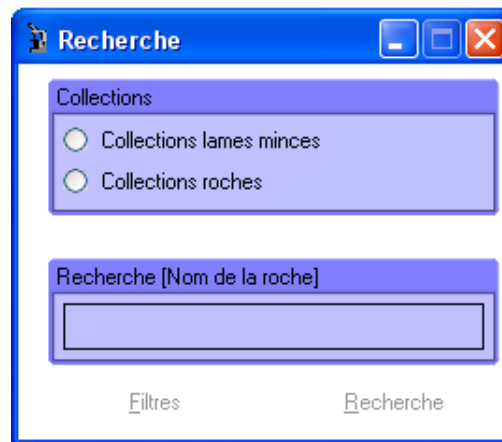 Recherche
Collections
Collections lames minces
Collections roches
Recherche [Nom de la roche]
Filtres Recherche